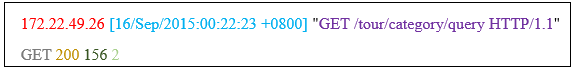 172.22.49.26 [16/Sep/2015:00:22:23 +0800] "GET /tour/category/query HTTP/1.1"
GET 200 156 2